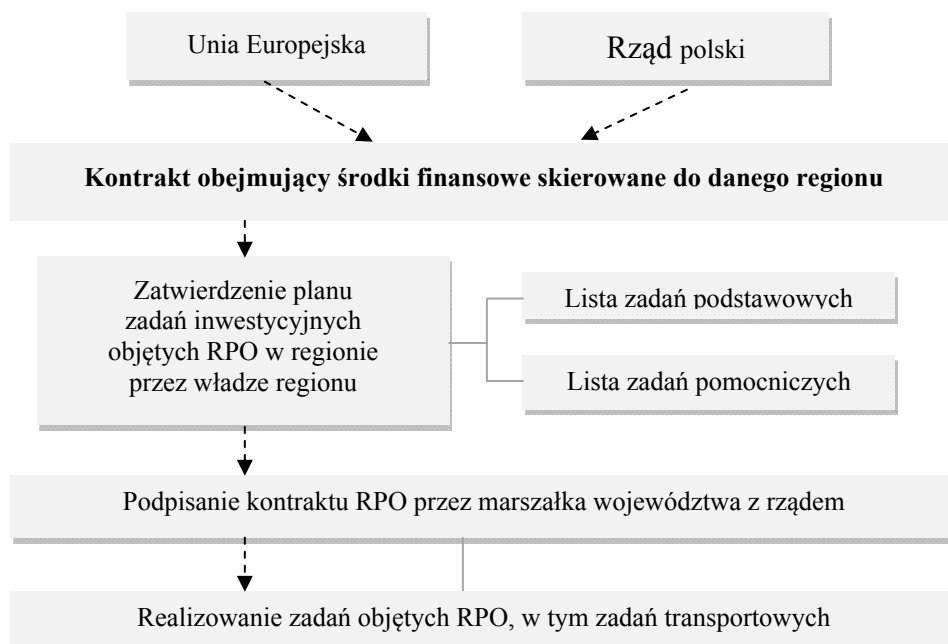 Unia Europejska
Rząd polski
Kontrakt obejmujący środki finansowe skierowane do danego regionu
Zatwierdzenie planu
zadań inwestycyjnych
objętych RPO w regionie
przez władze regionu
Lista zadań podstawowych
Lista zadań pomocniczych
Podpisanie kontraktu RPO przez marszałka województwa z rządem
Realizowanie zadań objętych RPO, w tym zadań transportowych